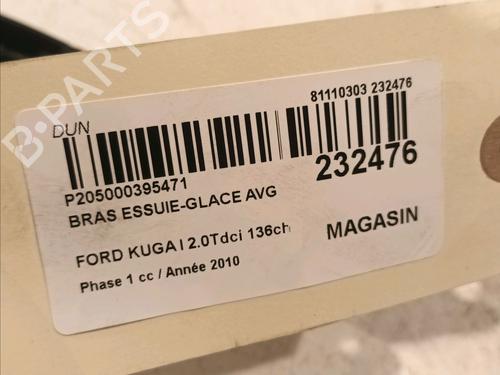 DUN
81110303 232476
P205000395471
232476
BRAS ESSUIE-GLACE AVG
FORD KUGA I 2.0Tdci 136ch
MAGASIN
Phase 1 cc / Année 2010
B-PARTS